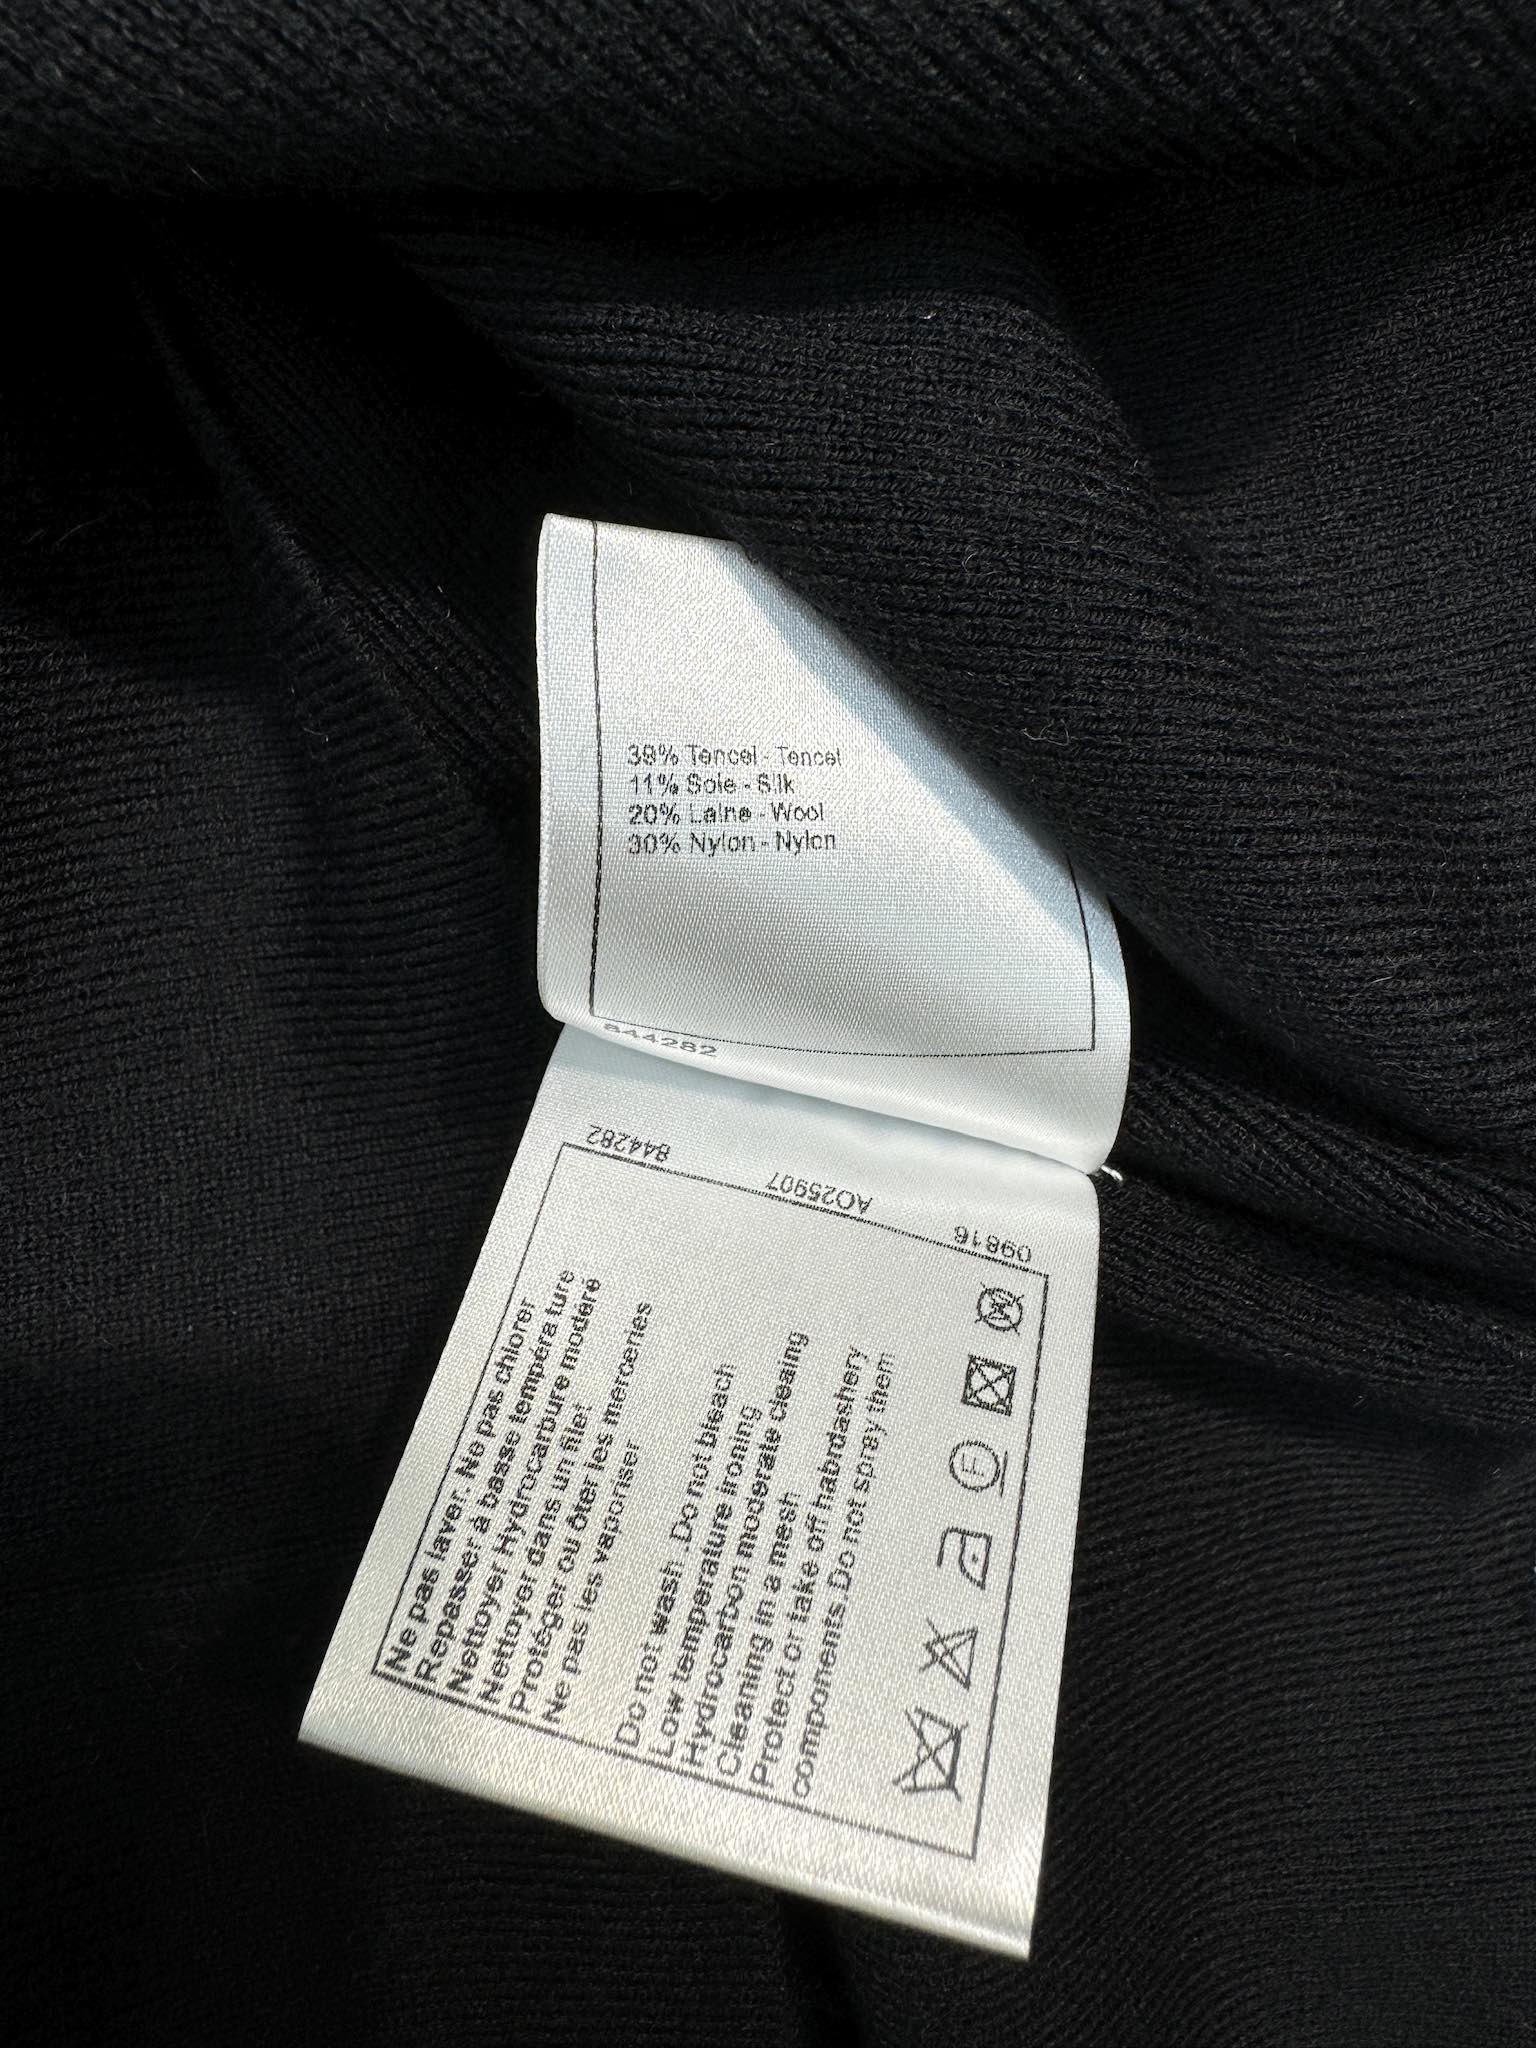 39% Tencel - Tencel
11% Soie - Silk
20% Laine - Wool
30% Nylon - Nylon
844282
844282
AO25907
09816
Ne pas laver. Ne pas chlorer
Repasser à basse tempéra ture
Nettoyer Hydrocarbure modéré
Nettoyer dans un filet
Protéger ou ôter les merceries
Ne pas les vaporiser
Do not wash .Do not bleach
Low temperature ironing
Hydrocarbon moderate cleaing
Cleaning in a mesh
Protect or take off habrdashery
components.Do not spray them
F
W